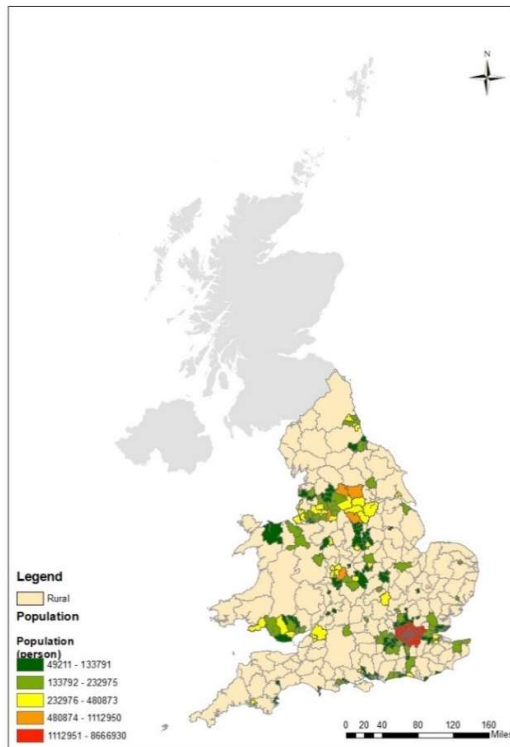 N
Legend
Rural
Population
Population
(person)
49211 - 133791
133792 - 232975
232976 - 480873
480874 - 1112950
1112951 - 8666930
0 20 40 80 120 160
Miles